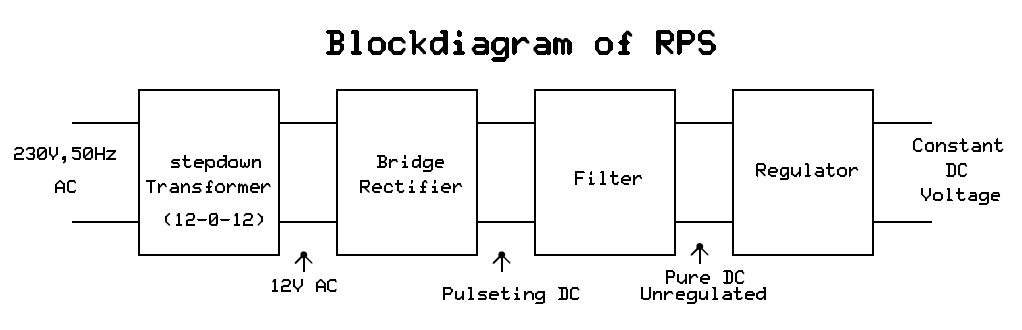 Blockdiagram of RPS
230V,50Hz
AC
stepdown
Transformer
(12-0-12)
Bridge
Rectifier
Filter
Regulator
Constant
DC
Voltage
12V AC
Pulseting DC
Pure DC
Unregulated